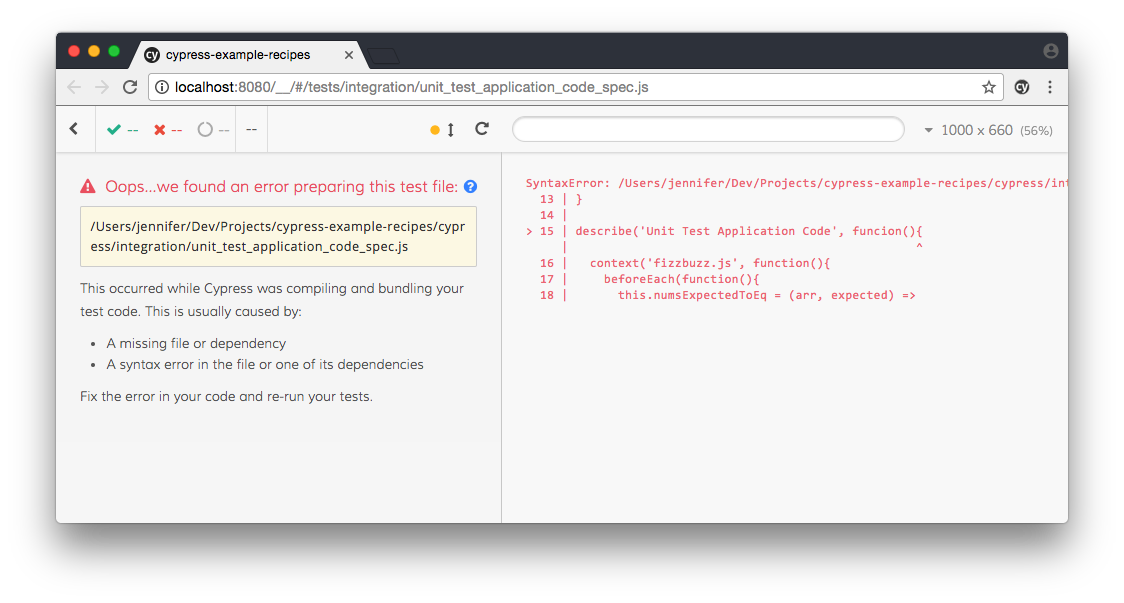 cy cypress-example-recipes
localhost:8080/__/#/tests/integration/unit_test_application_code_spec.js
cy
-- -- -- --
1000 x 660 (56%)
Oops...we found an error preparing this test file:
/Users/jennifer/Dev/Projects/cypress-example-recipes/cypr
ess/integration/unit_test_application_code_spec.js
This occurred while Cypress was compiling and bundling your
test code. This is usually caused by:
• A missing file or dependency
• A syntax error in the file or one of its dependencies
Fix the error in your code and re-run your tests.
SyntaxError: /Users/jennifer/Dev/Projects/cypress-example-recipes/cypress/int
13 | }
14 |
> 15 | describe('Unit Test Application Code', funcion(){
| ^
16 | context('fizzbuzz.js', function(){
17 | beforeEach(function(){
18 | this.numsExpectedToEq = (arr, expected) =>